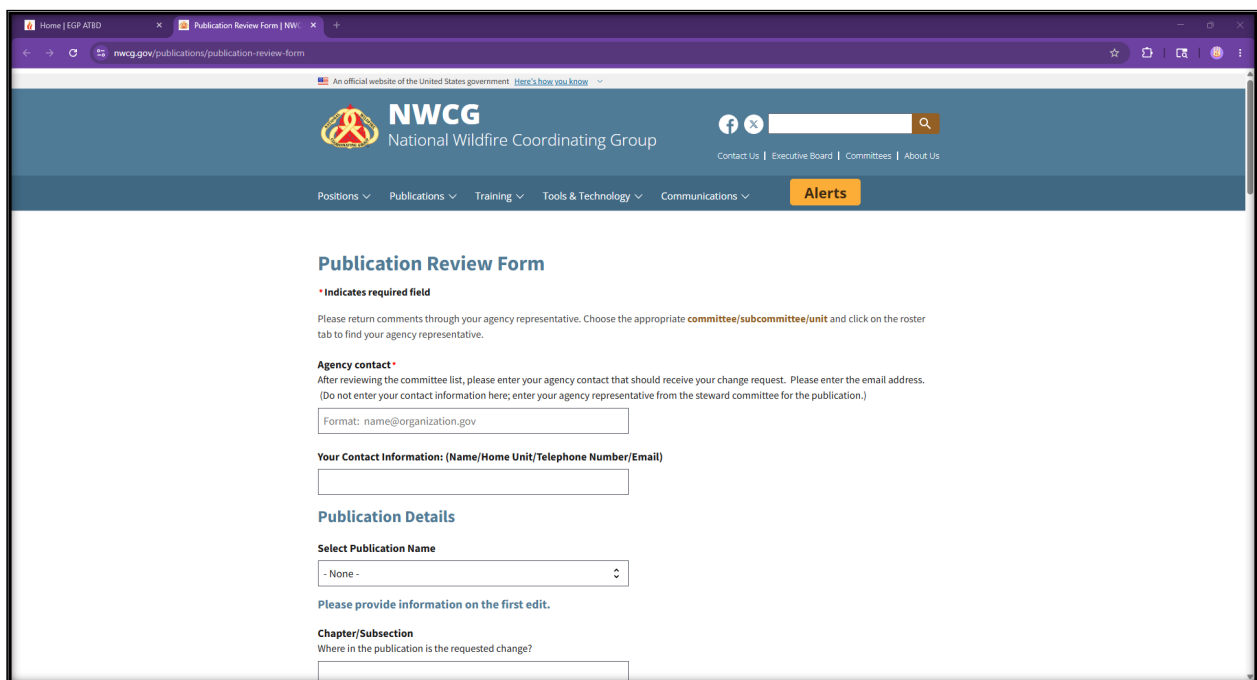 Home | EGP ATBD
Publication Review Form | NWC
nwcg.gov/publications/publication-review-form
An official website of the United States government Here's how you know
NWCG
National Wildfire Coordinating Group
Contact Us | Executive Board | Committees | About Us
Positions Publications Training Tools & Technology Communications Alerts
Publication Review Form
* Indicates required field
Please return comments through your agency representative. Choose the appropriate committee/subcommittee/unit and click on the roster
tab to find your agency representative.
Agency contact *
After reviewing the committee list, please enter your agency contact that should receive your change request. Please enter the email address.
(Do not enter your contact information here; enter your agency representative from the steward committee for the publication.)
Format: name@organization.gov
Your Contact Information: (Name/Home Unit/Telephone Number/Email)
Publication Details
Select Publication Name
- None -
Please provide information on the first edit.
Chapter/Subsection
Where in the publication is the requested change?